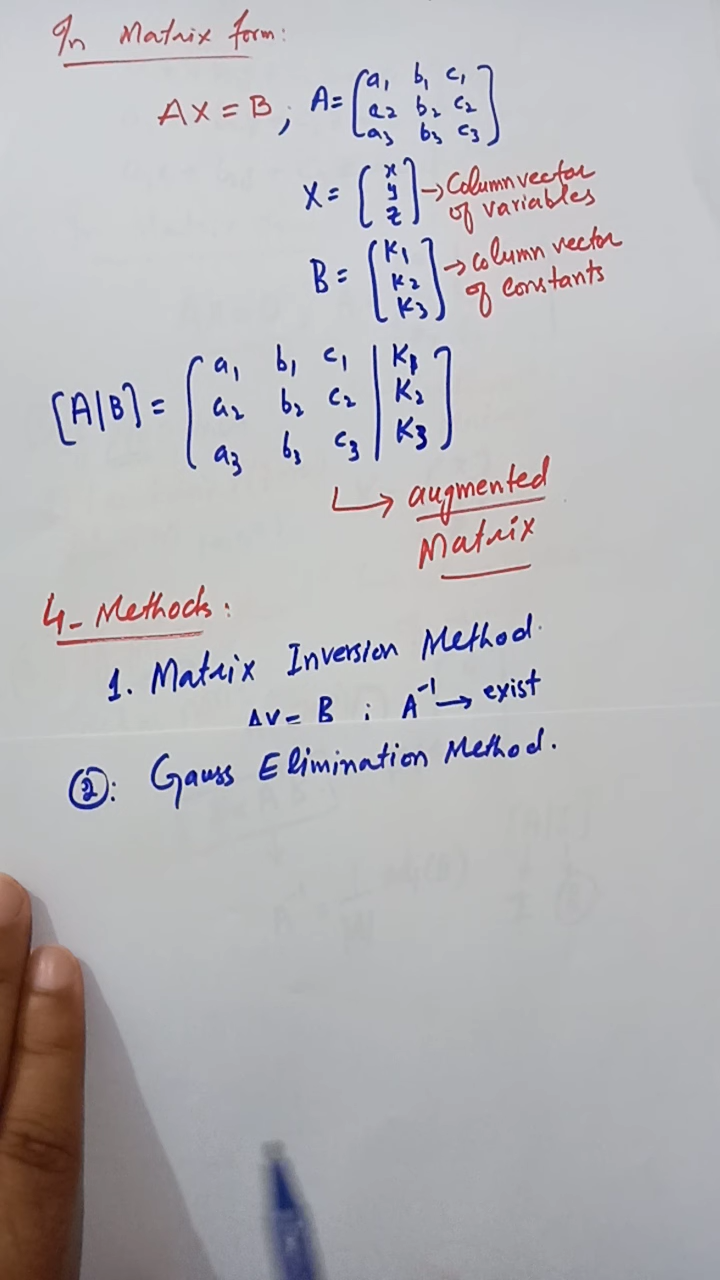 In Matrix form:
AX = B ; A = [a₁ b₁ c₁
a₂ b₂ c₂
a₃ b₃ c₃]
X = [x
y
z] → Column vector
of variables
B = [K₁
K₂
K₃] → column vector
of constants
[A|B] = [a₁ b₁ c₁ | K₁
a₂ b₂ c₂ | K₂
a₃ b₃ c₃ | K₃]
↳ augmented
Matrix
4- Methods:
1. Matrix Inversion Method.
AX = B ; A⁻¹ → exist
②: Gauss Elimination Method.